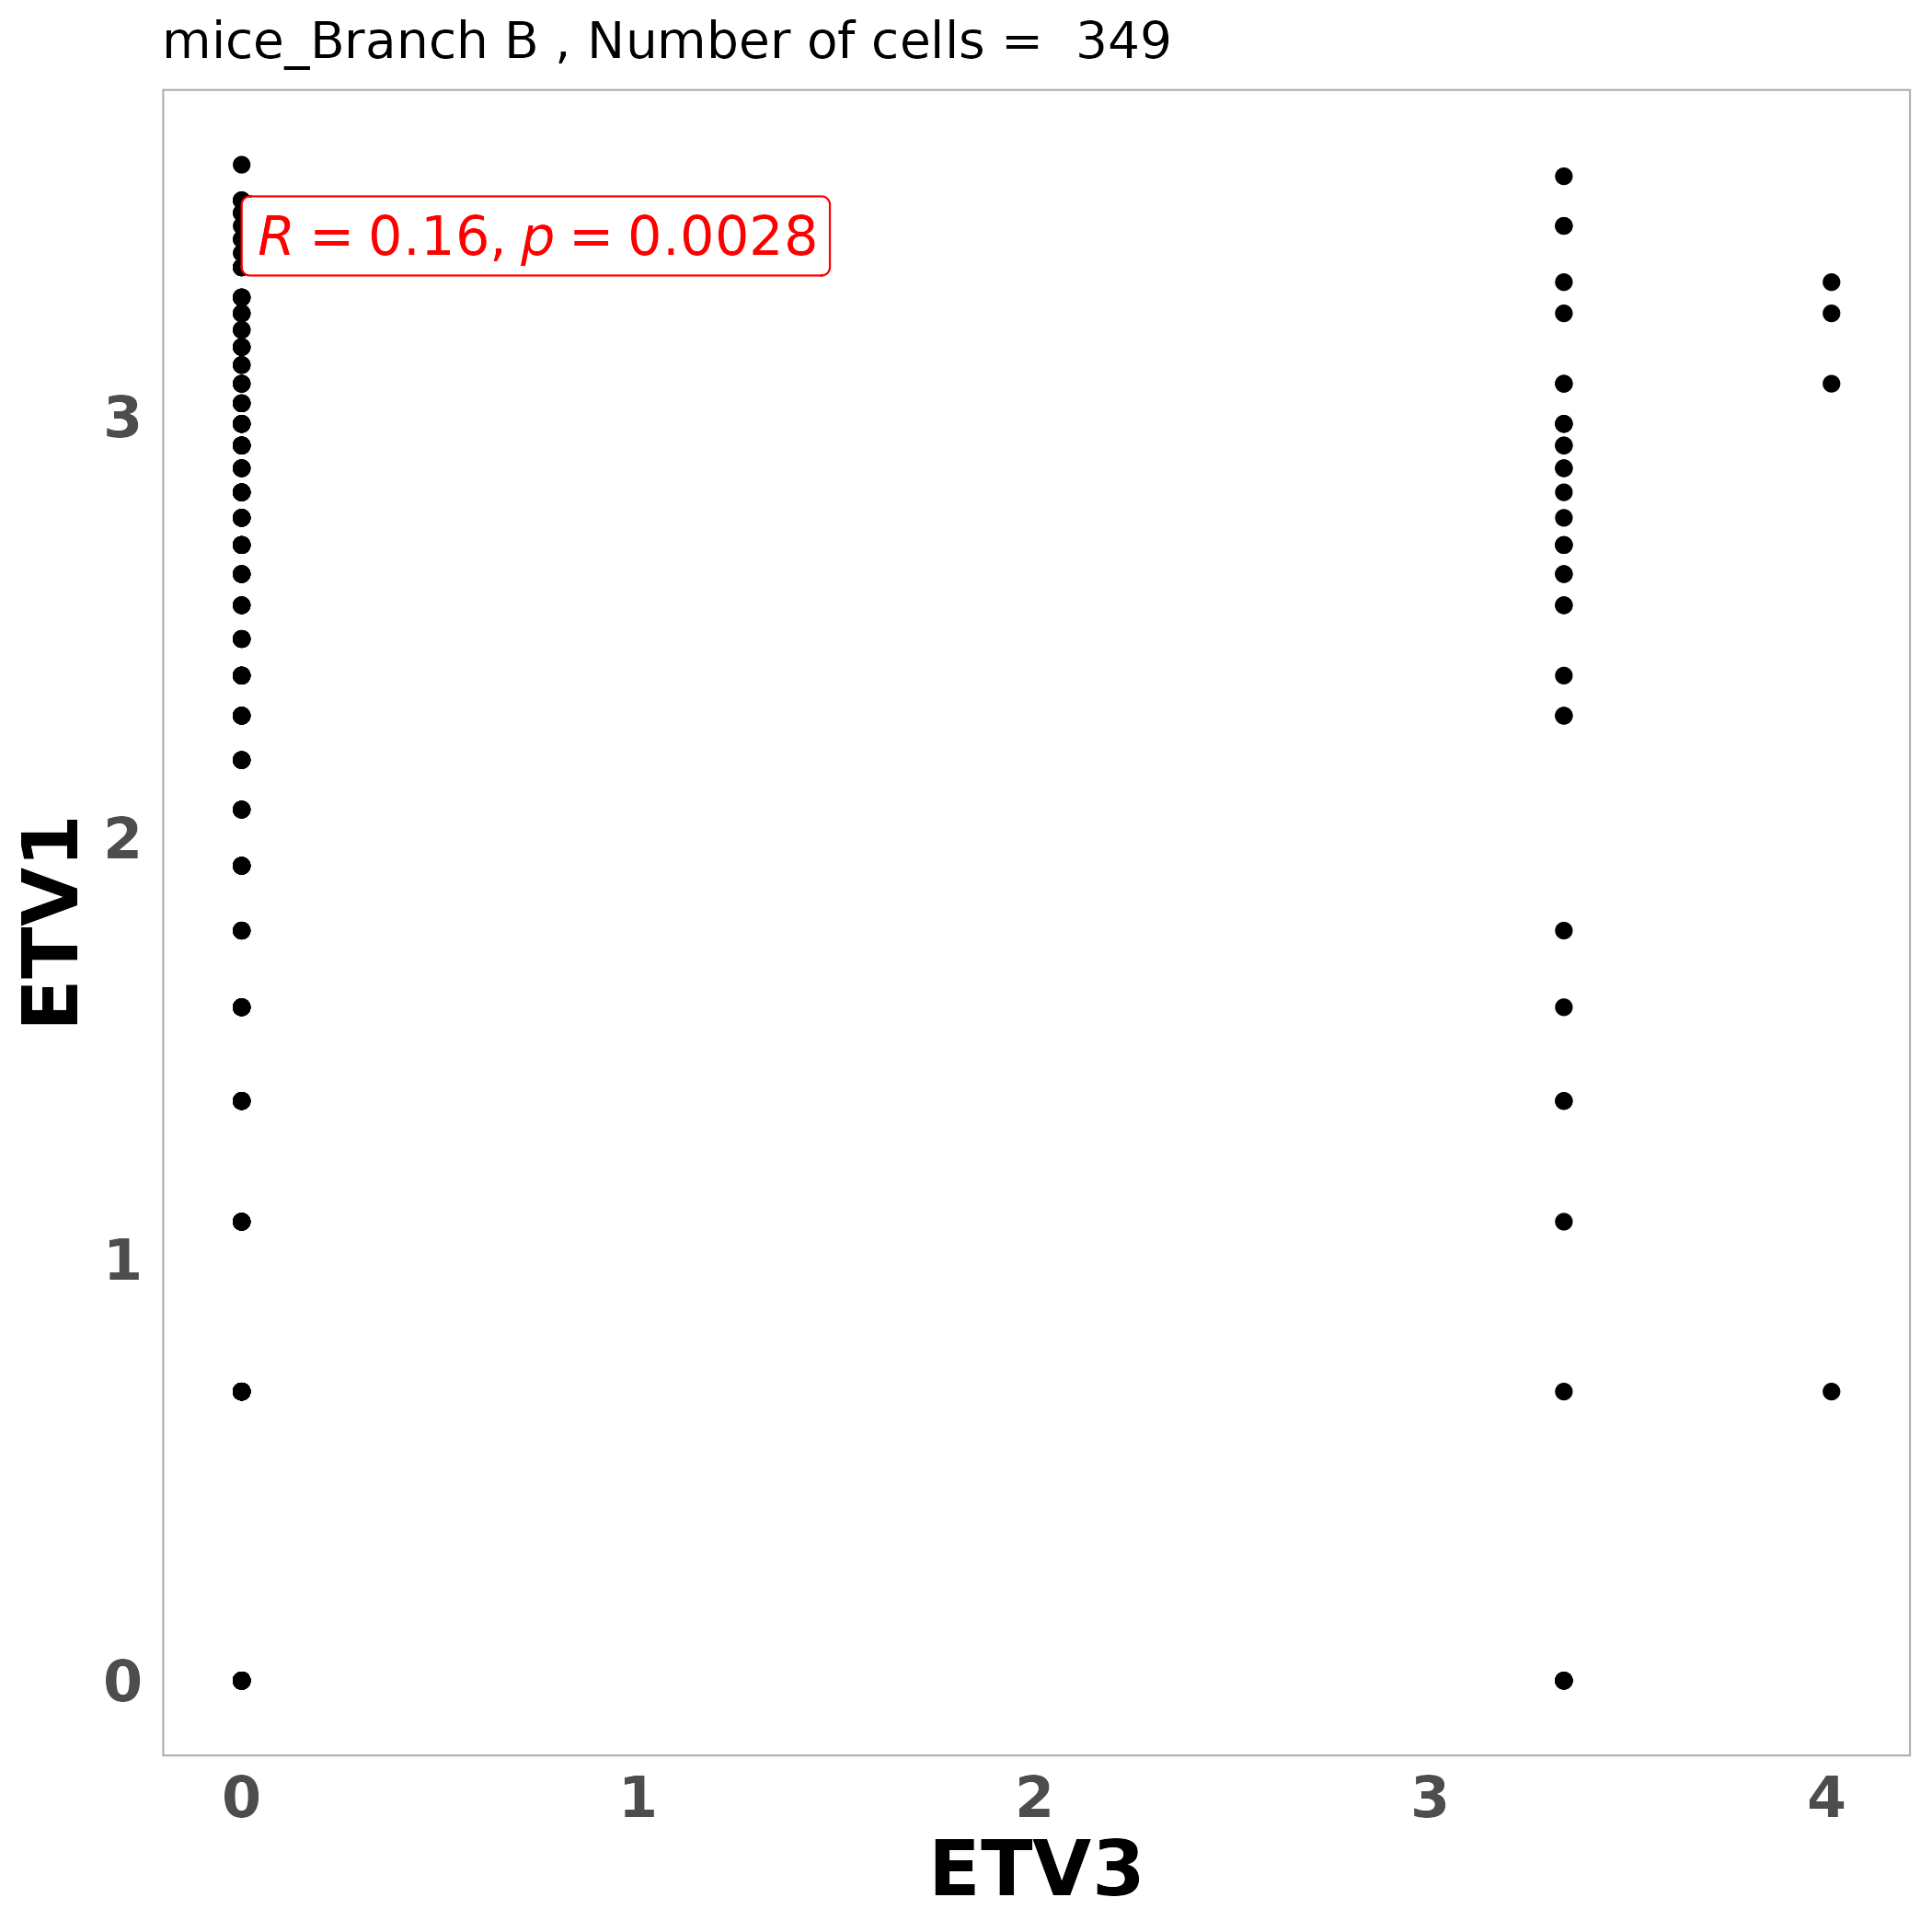 mice_Branch B , Number of cells =  349
R = 0.16, p = 0.0028
3
2
1
0
ETV1
0 1 2 3 4
ETV3